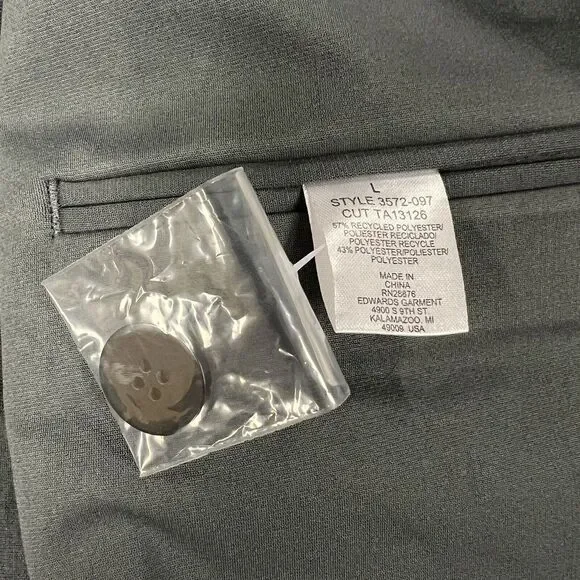 L
STYLE 3572-097
CUT TA13126
57% RECYCLED POLYESTER/
POLIESTER RECICLADO/
POLYESTER RECYCLE
43% POLYESTER/POLIESTER/
POLYESTER
MADE IN
CHINA
RN28876
EDWARDS GARMENT
4900 S 9TH ST.
KALAMAZOO, MI
49009. USA